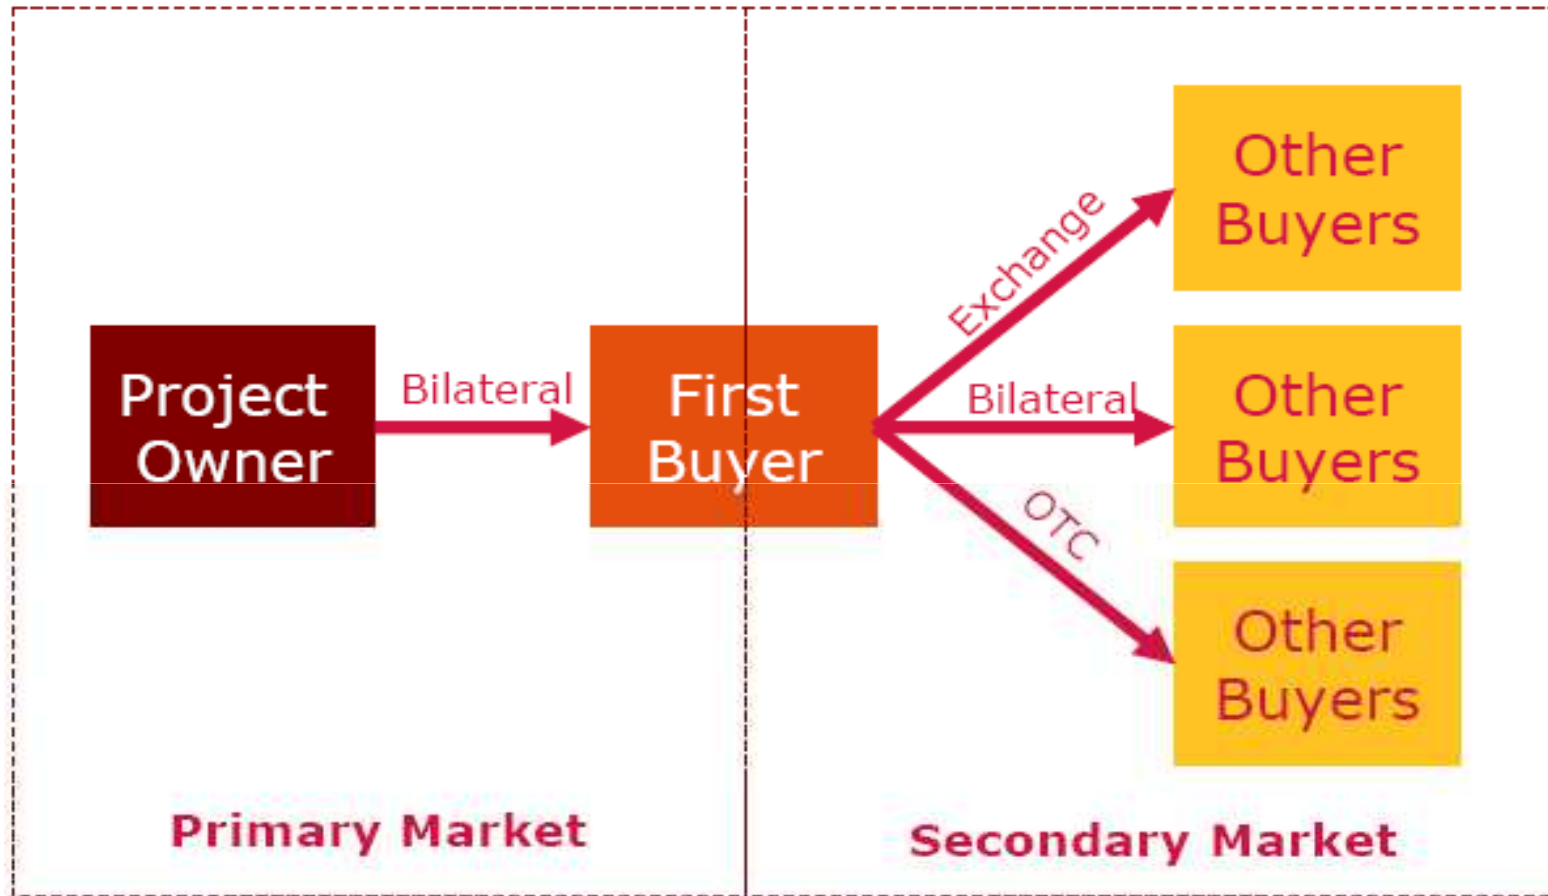 Project
Owner
Bilateral
First
Buyer
Exchange
Bilateral
OTC
Other
Buyers
Other
Buyers
Other
Buyers
Primary Market
Secondary Market